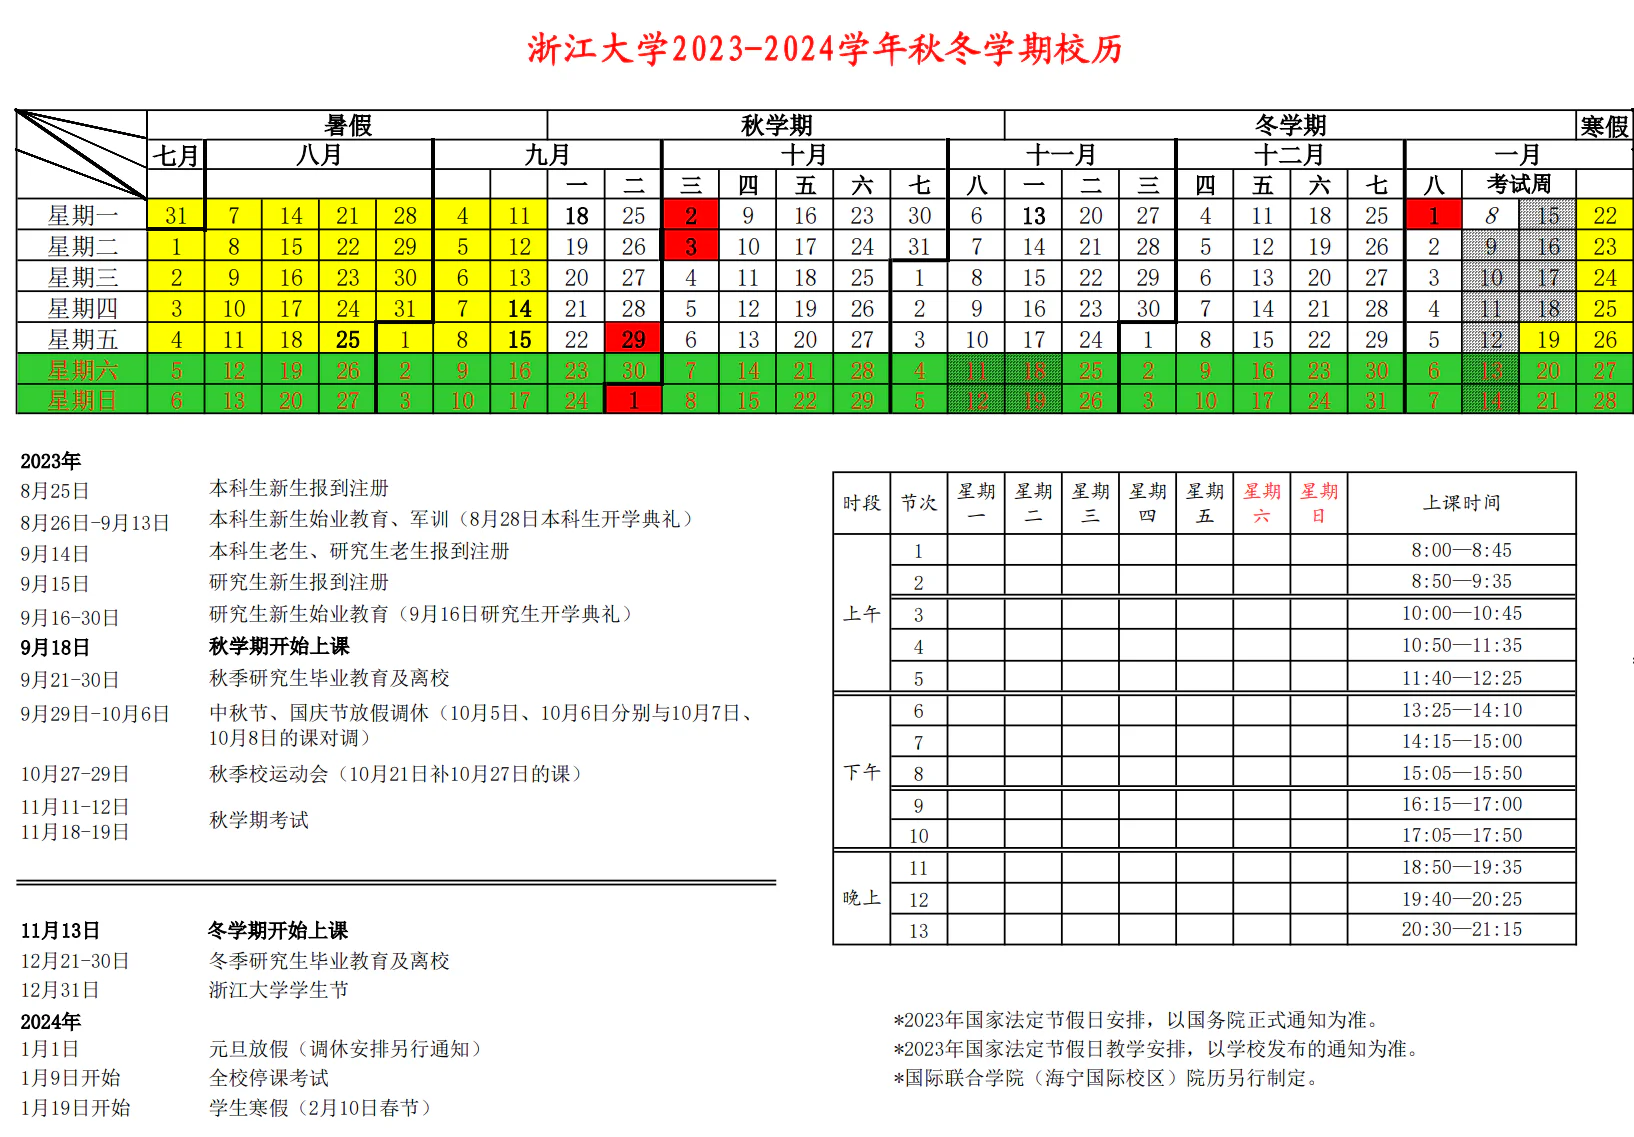 浙江大学2023-2024学年秋冬学期校历
暑假 秋学期 冬学期 寒假
七月 八月 九月 十月 十一月 十二月 一月
一 二 三 四 五 六 七 八 一 二 三 四 五 六 七 八 考试周
星期一 31 7 14 21 28 4 11 18 25 2 9 16 23 30 6 13 20 27 4 11 18 25 1 8 15 22
星期二 1 8 15 22 29 5 12 19 26 3 10 17 24 31 7 14 21 28 5 12 19 26 2 9 16 23
星期三 2 9 16 23 30 6 13 20 27 4 11 18 25 1 8 15 22 29 6 13 20 27 3 10 17 24
星期四 3 10 17 24 31 7 14 21 28 5 12 19 26 2 9 16 23 30 7 14 21 28 4 11 18 25
星期五 4 11 18 25 1 8 15 22 29 6 13 20 27 3 10 17 24 1 8 15 22 29 5 12 19 26
星期六 5 12 19 26 2 9 16 23 30 7 14 21 28 4 11 18 25 2 9 16 23 30 6 13 20 27
星期日 6 13 20 27 3 10 17 24 1 8 15 22 29 5 12 19 26 3 10 17 24 31 7 14 21 28
2023年
8月25日 本科生新生报到注册
8月26日-9月13日 本科生新生始业教育、军训（8月28日本科生开学典礼）
9月14日 本科生老生、研究生老生报到注册
9月15日 研究生新生报到注册
9月16-30日 研究生新生始业教育（9月16日研究生开学典礼）
9月18日 秋学期开始上课
9月21-30日 秋季研究生毕业教育及离校
9月29日-10月6日 中秋节、国庆节放假调休（10月5日、10月6日分别与10月7日、
10月8日的课对调）
10月27-29日 秋季校运动会（10月21日补10月27日的课）
11月11-12日
11月18-19日 秋学期考试
11月13日 冬学期开始上课
12月21-30日 冬季研究生毕业教育及离校
12月31日 浙江大学学生节
2024年
1月1日 元旦放假（调休安排另行通知）
1月9日开始 全校停课考试
1月19日开始 学生寒假（2月10日春节）
时段 节次 星期一 星期二 星期三 星期四 星期五 星期六 星期日 上课时间
上午
1 8:00—8:45
2 8:50—9:35
3 10:00—10:45
4 10:50—11:35
5 11:40—12:25
下午
6 13:25—14:10
7 14:15—15:00
8 15:05—15:50
9 16:15—17:00
10 17:05—17:50
晚上
11 18:50—19:35
12 19:40—20:25
13 20:30—21:15
*2023年国家法定节假日安排，以国务院正式通知为准。
*2023年国家法定节假日教学安排，以学校发布的通知为准。
*国际联合学院（海宁国际校区）院历另行制定。